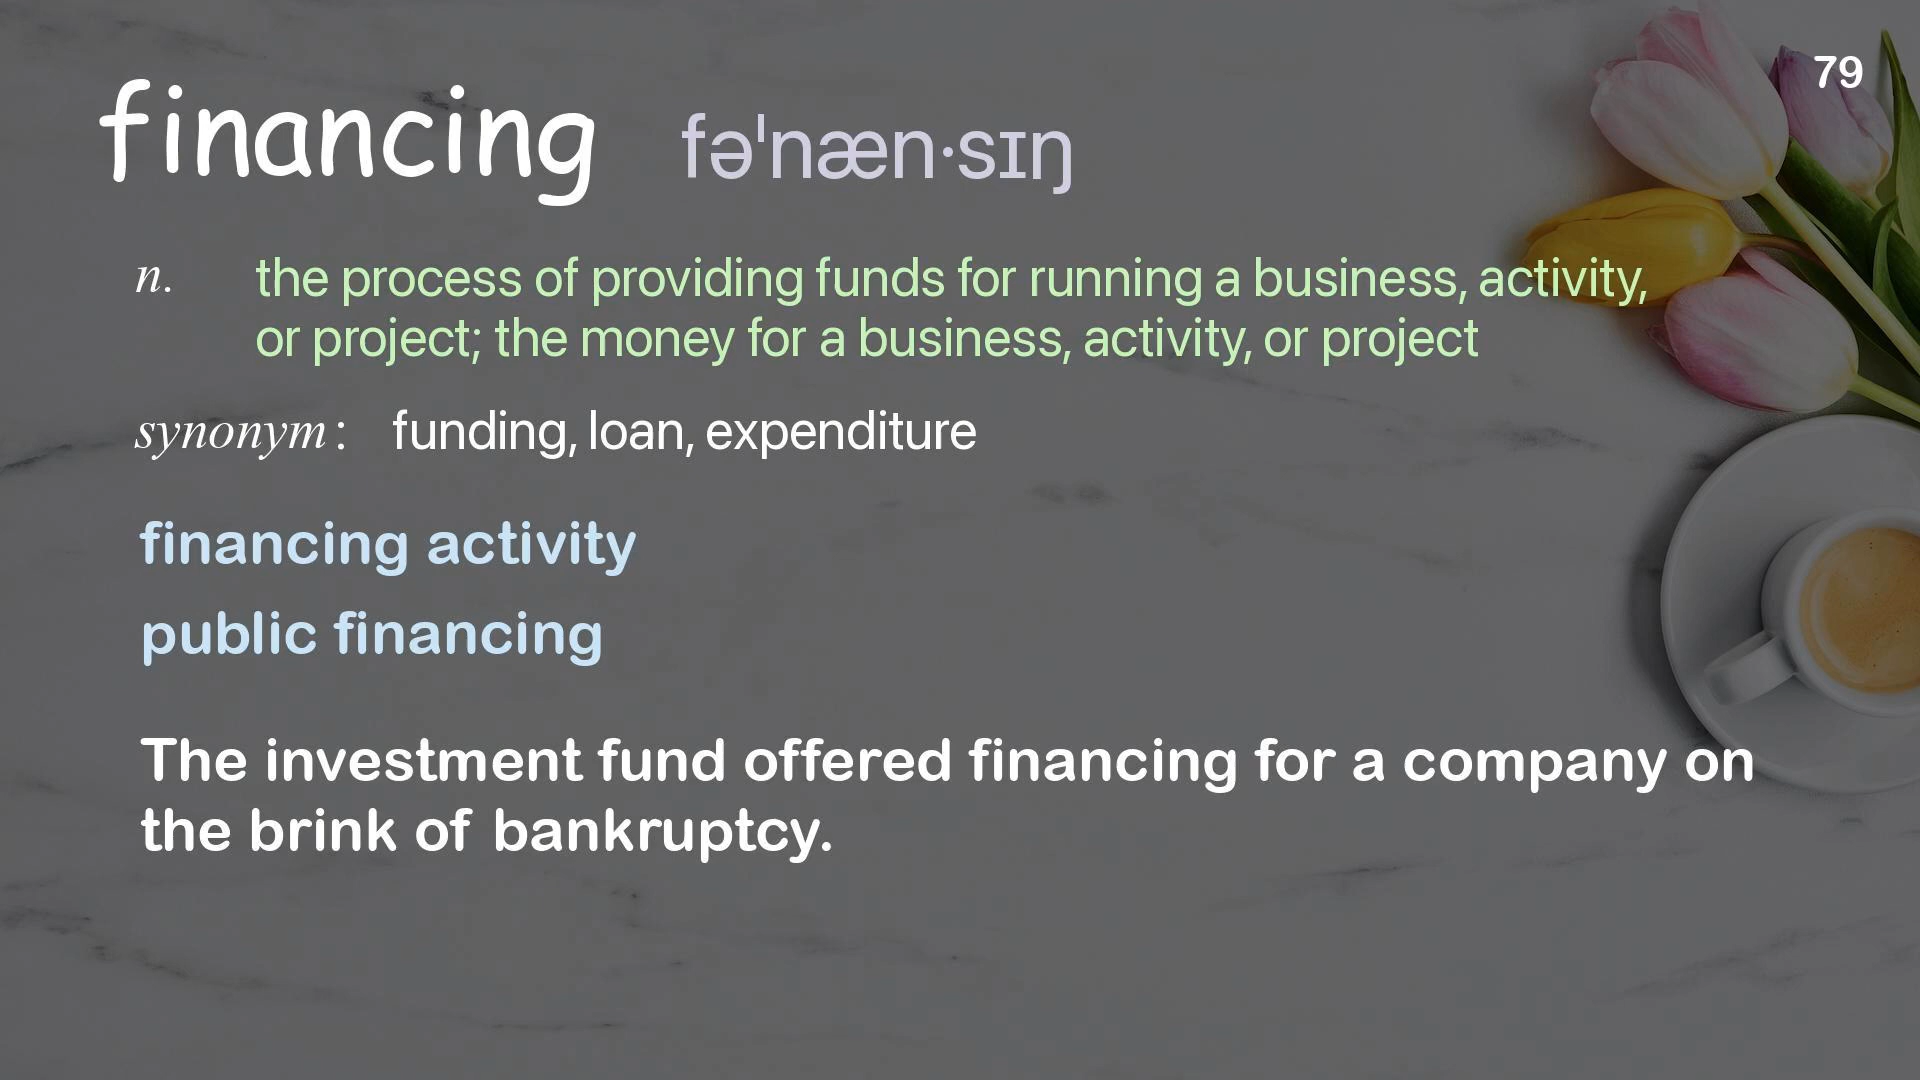 79
financing fəˈnæn·sɪŋ
n. the process of providing funds for running a business, activity,
or project; the money for a business, activity, or project
synonym: funding, loan, expenditure
financing activity
public financing
The investment fund offered financing for a company on
the brink of bankruptcy.